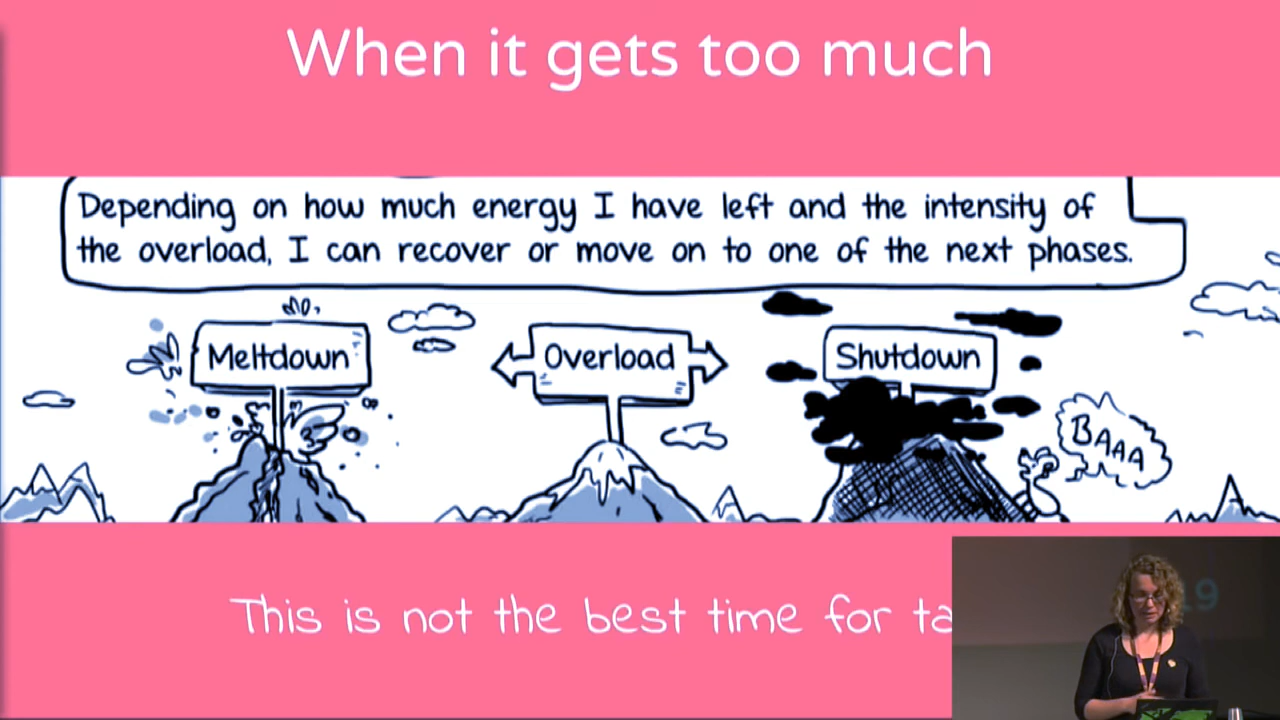 When it gets too much
Depending on how much energy I have left and the intensity of
the overload, I can recover or move on to one of the next phases.
Meltdown
Overload
Shutdown
BAAA
This is not the best time for
19